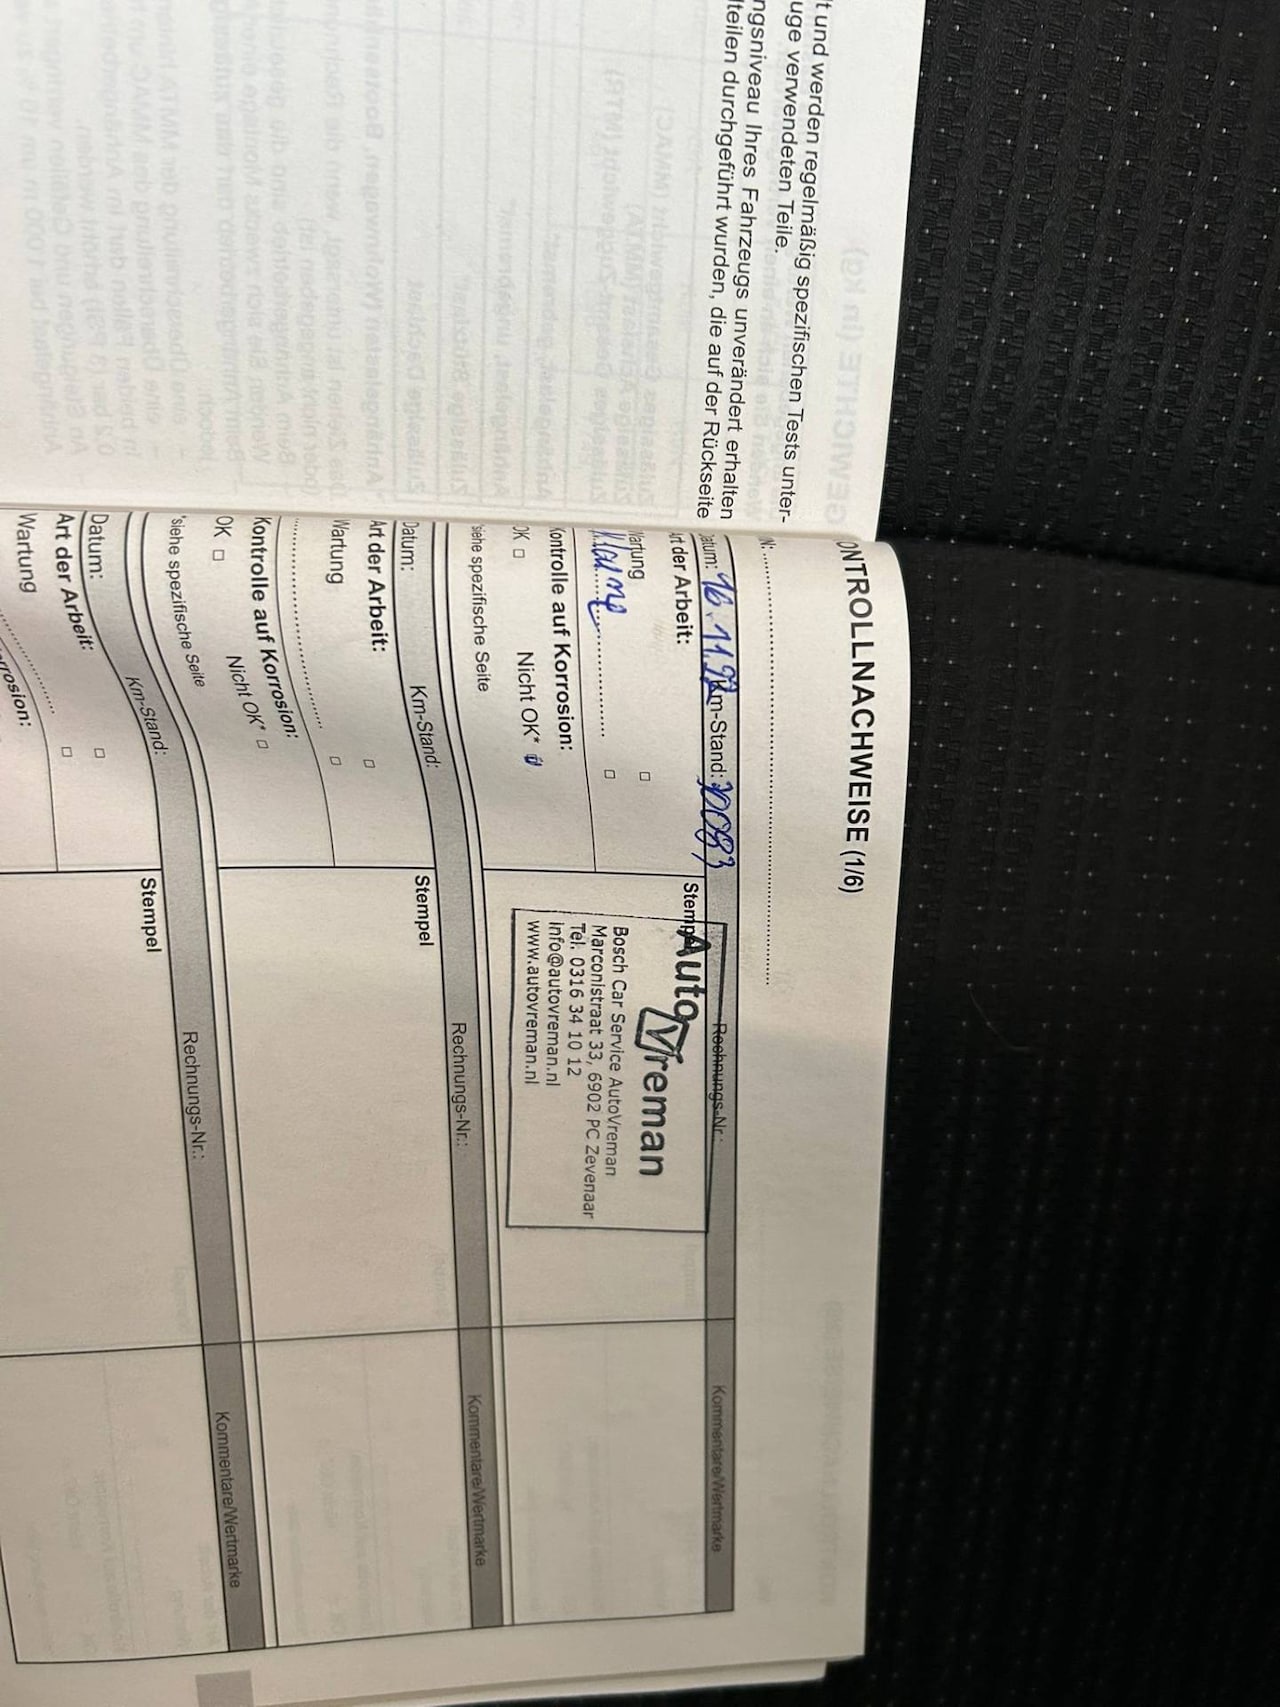 t und werden regelmäßig spezifischen Tests unter-
uge verwendeten Teile.
ngsniveau Ihres Fahrzeugs unverändert erhalten
teilen durchgeführt wurden, die auf der Rückseite
ONTROLLNACHWEISE (1/6)
N:
atum: 16.11.22 Km-Stand: Rechnungs-Nr.: Kommentare/Wertmarke
rt der Arbeit:
Stempel
Wartung
Kontrolle auf Korrosion:
OK Nicht OK*
siehe spezifische Seite
AutoVreman
Bosch Car Service AutoVreman
Marconistraat 33, 6902 PC Zevenaar
Tel. 0316 34 10 12
info@autovreman.nl
www.autovreman.nl
Datum: Km-Stand: Rechnungs-Nr.: Kommentare/Wertmarke
Art der Arbeit:
Stempel
Wartung
Kontrolle auf Korrosion:
OK Nicht OK*
*siehe spezifische Seite
Datum: Km-Stand: Rechnungs-Nr.: Kommentare/Wertmarke
Art der Arbeit:
Stempel
Wartung
rrosion: